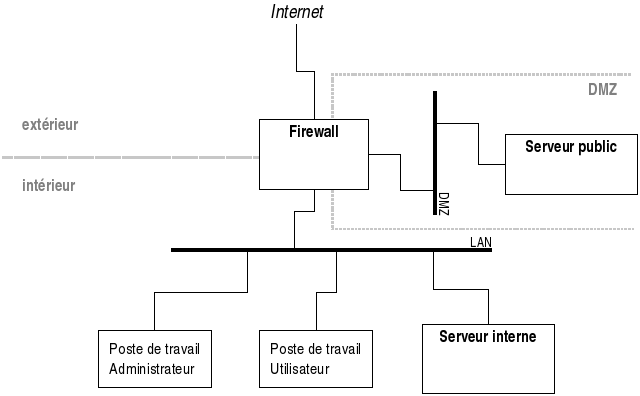 Internet
DMZ
extérieur
Firewall
Serveur public
intérieur
DMZ
LAN
Poste de travail
Administrateur
Poste de travail
Utilisateur
Serveur interne